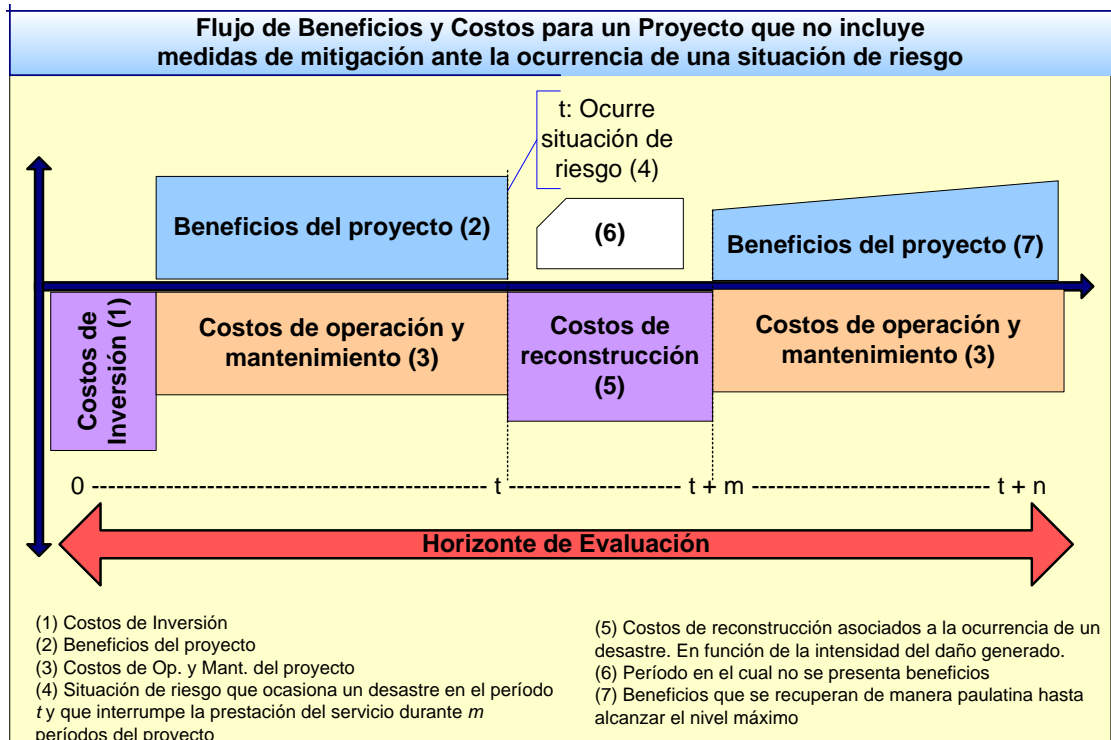 Flujo de Beneficios y Costos para un Proyecto que no incluye
medidas de mitigación ante la ocurrencia de una situación de riesgo
t: Ocurre
situación de
riesgo (4)
Beneficios del proyecto (2)
(6)
Beneficios del proyecto (7)
Costos de
Inversión (1)
Costos de operación y
mantenimiento (3)
Costos de
reconstrucción
(5)
Costos de operación y
mantenimiento (3)
0 ------------------------------------------------ t ---------------------- t + m ----------------------------- t + n
Horizonte de Evaluación
(1) Costos de Inversión
(2) Beneficios del proyecto
(3) Costos de Op. y Mant. del proyecto
(4) Situación de riesgo que ocasiona un desastre en el período
t y que interrumpe la prestación del servicio durante m
períodos del proyecto
(5) Costos de reconstrucción asociados a la ocurrencia de un
desastre. En función de la intensidad del daño generado.
(6) Período en el cual no se presenta beneficios
(7) Beneficios que se recuperan de manera paulatina hasta
alcanzar el nivel máximo